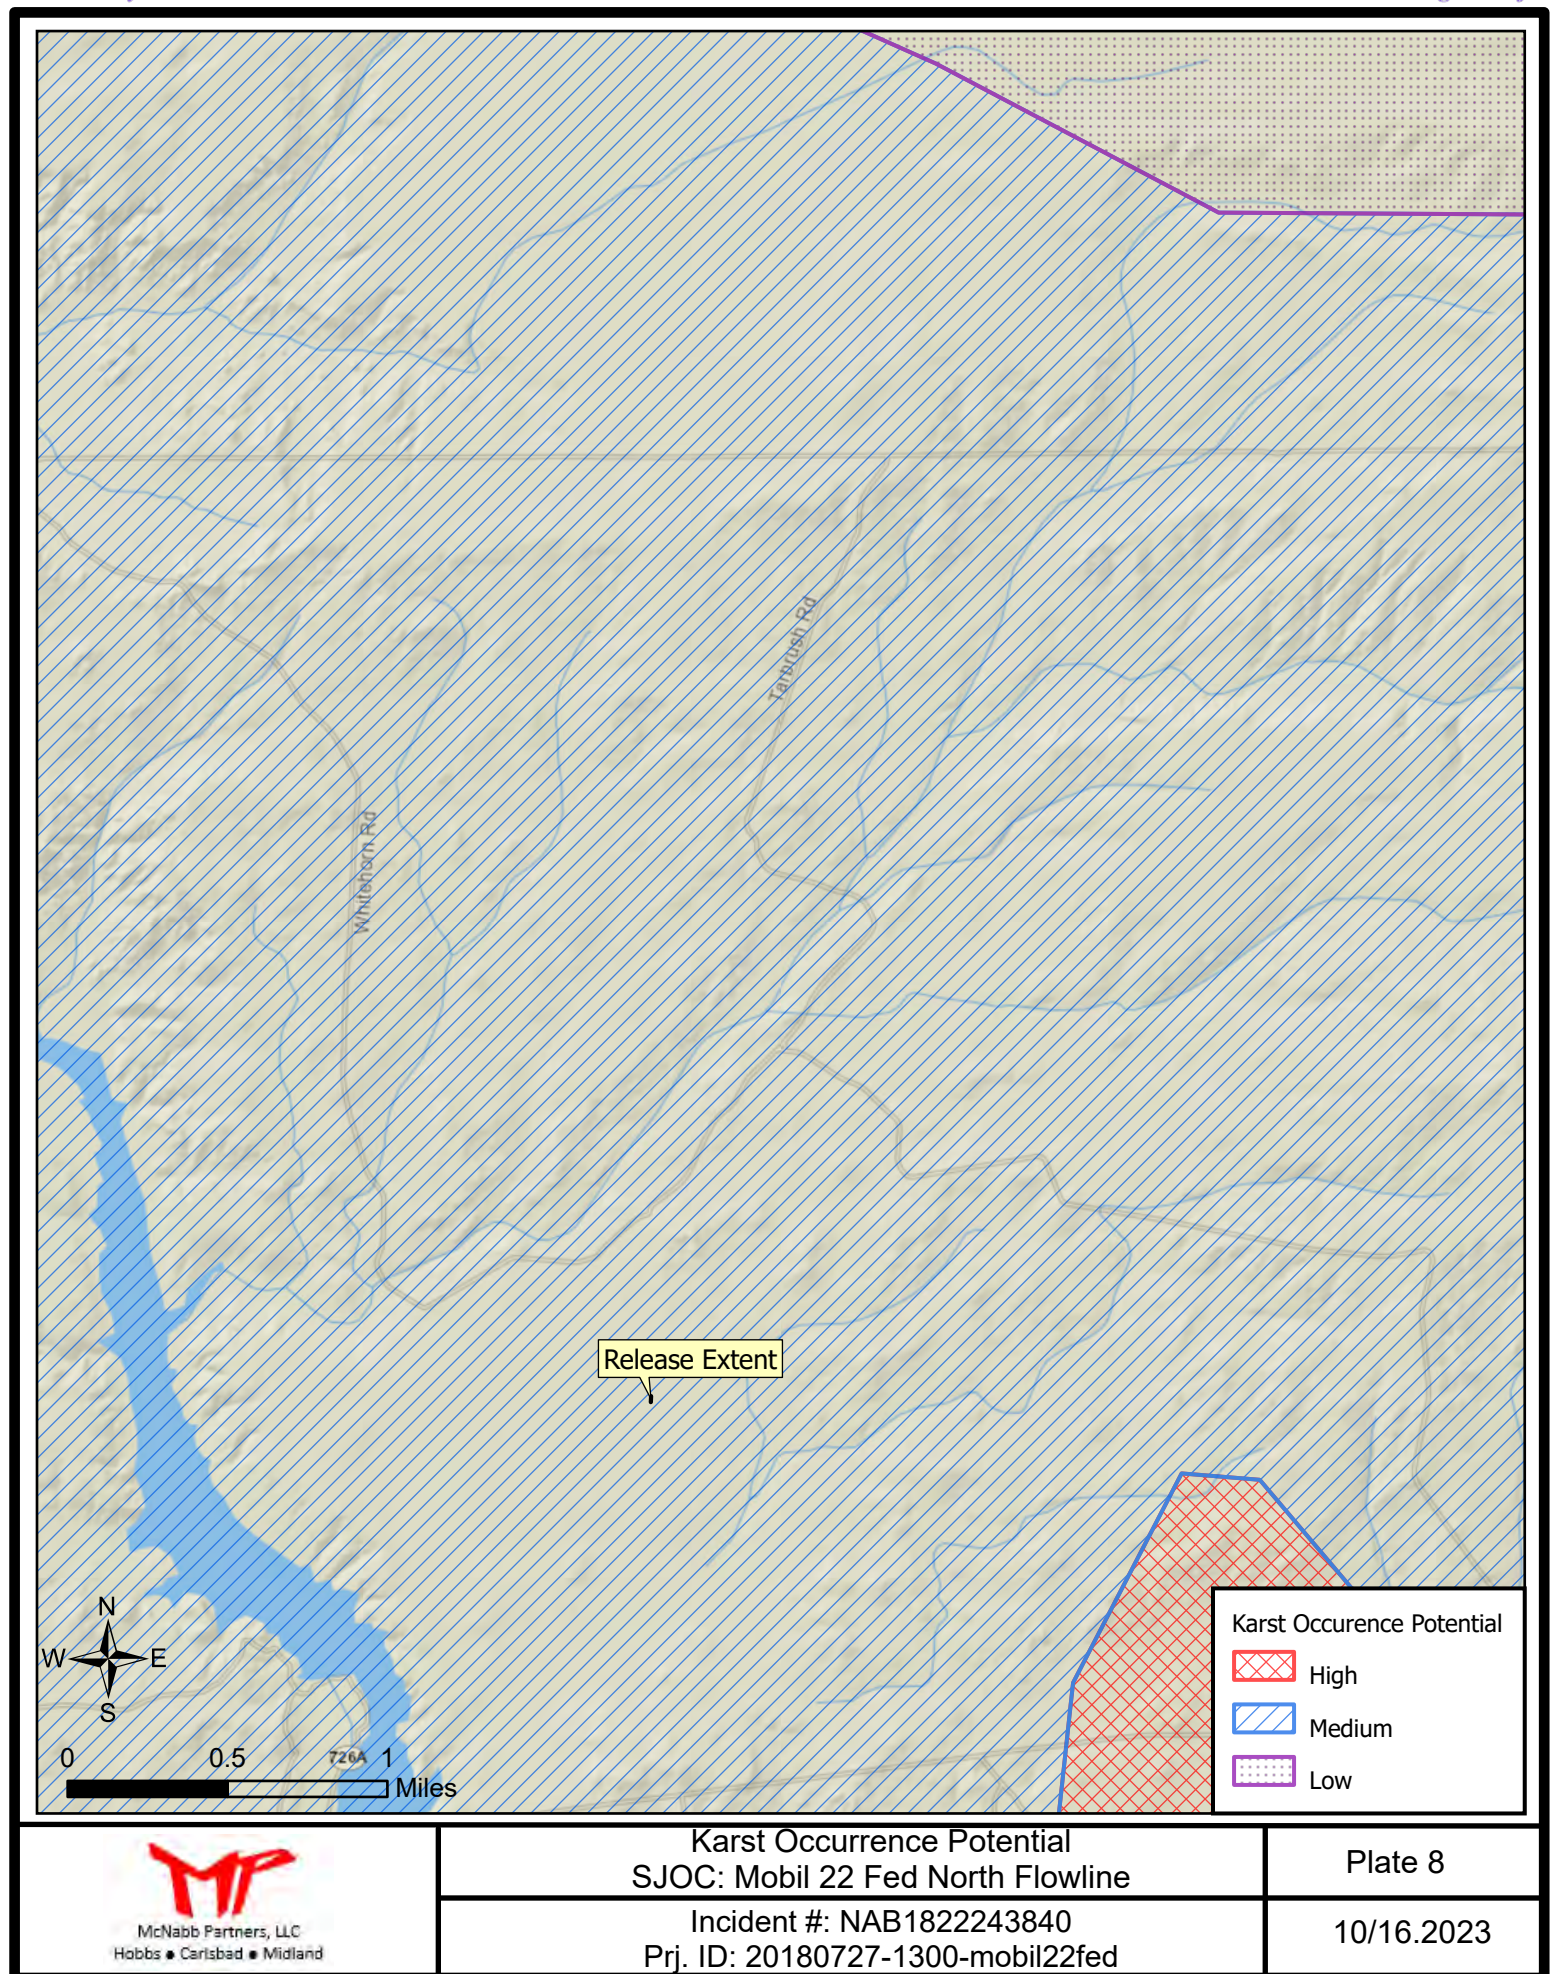 Tarbrush Rd
Whitehorn Rd
Release Extent
N
W E
S
0 0.5 1
Miles
726A
Karst Occurence Potential
High
Medium
Low
McNabb Partners, LLC
Hobbs ● Carlsbad ● Midland
Karst Occurrence Potential
SJOC: Mobil 22 Fed North Flowline
Plate 8
Incident #: NAB1822243840
Prj. ID: 20180727-1300-mobil22fed
10/16.2023